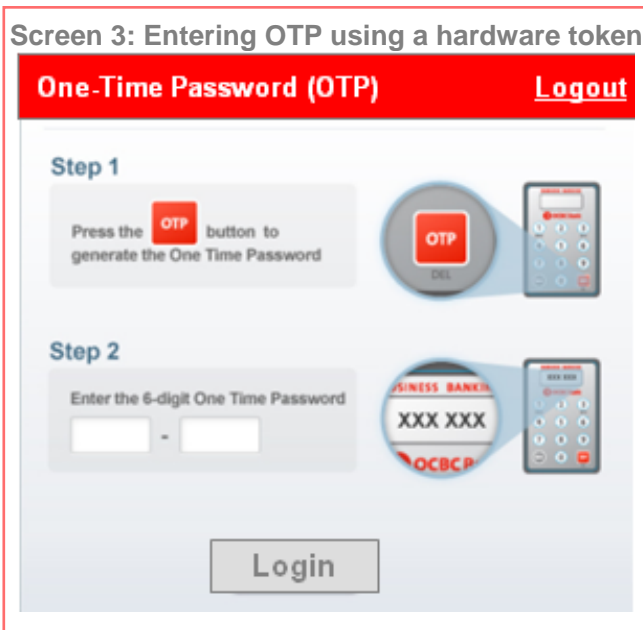 Screen 3: Entering OTP using a hardware token
One-Time Password (OTP) Logout
Step 1
Press the OTP button to
generate the One Time Password
OTP
DEL
Step 2
Enter the 6-digit One Time Password
-
XXX XXX
OCBC
Login